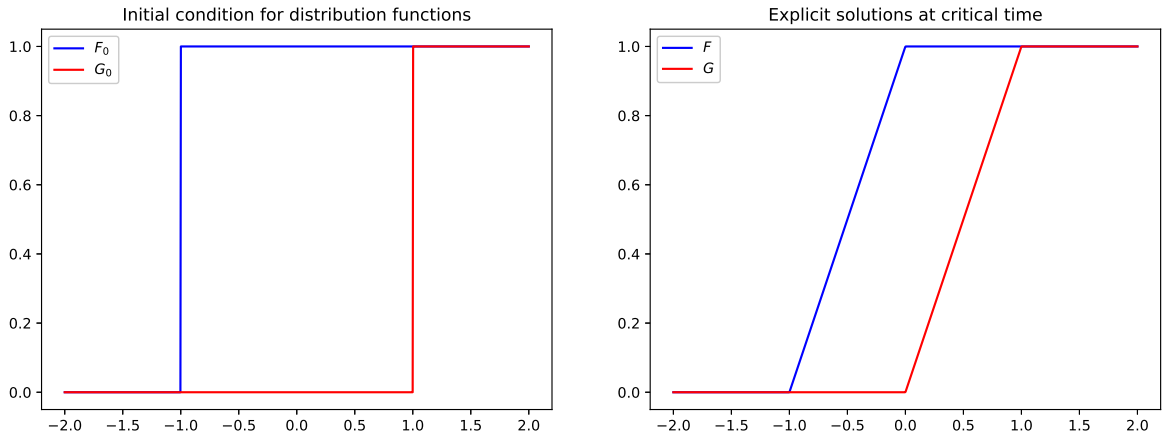 Initial condition for distribution functions
F₀
G₀
1.0
0.8
0.6
0.4
0.2
0.0
−2.0 −1.5 −1.0 −0.5 0.0 0.5 1.0 1.5 2.0
Explicit solutions at critical time
F
G
1.0
0.8
0.6
0.4
0.2
0.0
−2.0 −1.5 −1.0 −0.5 0.0 0.5 1.0 1.5 2.0